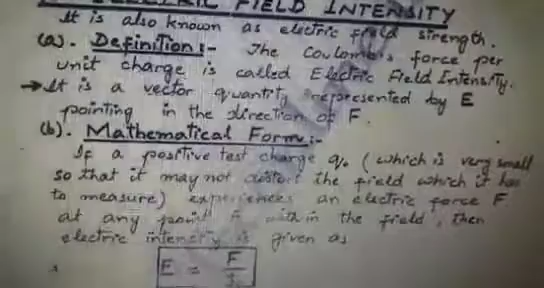 ELECTRIC FIELD INTENSITY
It is also known as electric field strength.
(a). Definition:- The Coulomb's force per
unit charge is called Electric Field Intensity.
→ It is a vector quantity represented by E
pointing in the direction of F.
(b). Mathematical Form:-
If a positive test charge q₀ (which is very small
so that it may not distort the field which it has
to measure) experiences an electric force F
at any point within the field, then
electric intensity is given as
E = F/q₀